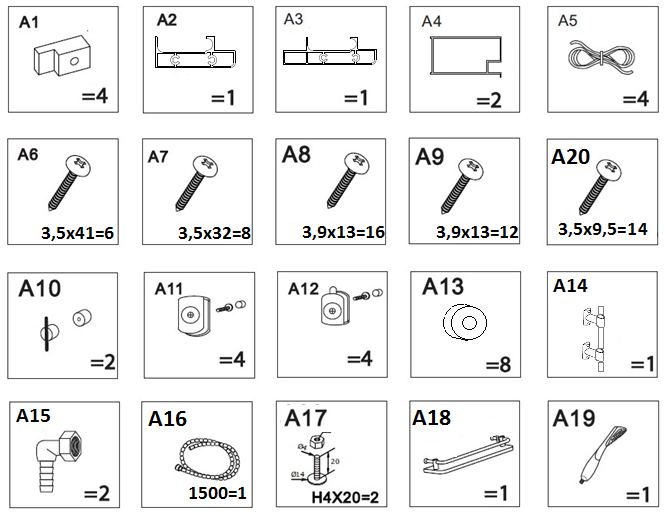 A1
=4
A2
=1
A3
=1
A4
=2
A5
=4
A6
3,5x41=6
A7
3,5x32=8
A8
3,9x13=16
A9
3,9x13=12
A20
3,5x9,5=14
A10
=2
A11
=4
A12
=4
A13
=8
A14
=1
A15
=2
A16
1500=1
A17
Ø4
20
Ø14
H4X20=2
A18
=1
A19
=1